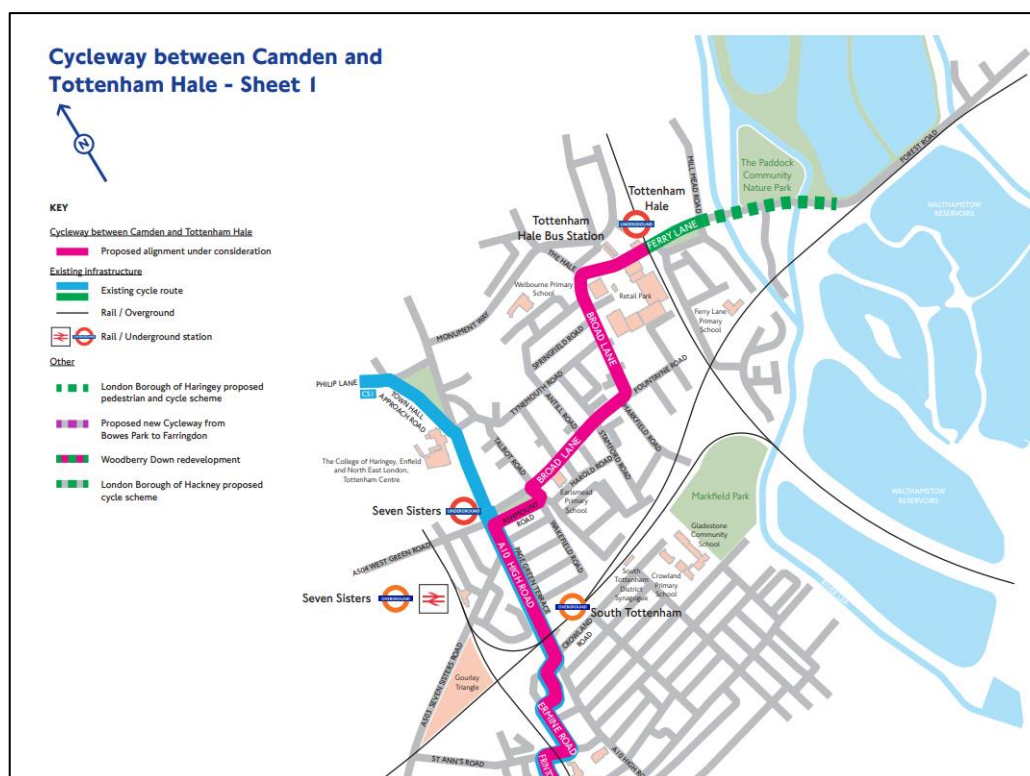 Cycleway between Camden and
Tottenham Hale - Sheet 1
N
KEY
Cycleway between Camden and Tottenham Hale
Proposed alignment under consideration
Existing infrastructure
Existing cycle route
Rail / Overground
UNDERGROUND
Rail / Underground station
Other
London Borough of Haringey proposed
pedestrian and cycle scheme
Proposed new Cycleway from
Bowes Park to Farringdon
Woodberry Down redevelopment
London Borough of Hackney proposed
cycle scheme
FOREST ROAD
The Paddock
Community
Nature Park
MILL MEAD ROAD
WALTHAMSTOW
RESERVOIRS
Tottenham
Hale
UNDERGROUND
Tottenham
Hale Bus Station
FERRY LANE
THE HALE
Welbourne Primary
School
Retail Park
Ferry Lane
Primary
School
MONUMENT WAY
BROAD LANE
SPRINGFIELD ROAD
FOUNTAYNE ROAD
PHILIP LANE
CS1
TOWN HALL
APPROACH ROAD
TYNEMOUTH ROAD
ANTILL ROAD
MARKFIELD ROAD
STAMFORD ROAD
TALBOT ROAD
BROAD LANE
HAROLD ROAD
The College of Haringey, Enfield
and North East London,
Tottenham Centre
Earlsmead
Primary
School
Markfield Park
WALTHAMSTOW
RESERVOIRS
Seven Sisters
UNDERGROUND
ASHMOUNT
ROAD
WAKEFIELD ROAD
Gladestone
Community
School
A504 WEST GREEN ROAD
A10 HIGH ROAD
PAGE GREEN TERRACE
South
Tottenham
District
Synagogue
Crowland
Primary
School
RIVER LEA
Seven Sisters
OVERGROUND
OVERGROUND
South Tottenham
CROWLAND
ROAD
A503 SEVEN SISTERS ROAD
Gourley
Triangle
ERMINE ROAD
ST ANN'S ROAD
A10 HIGH